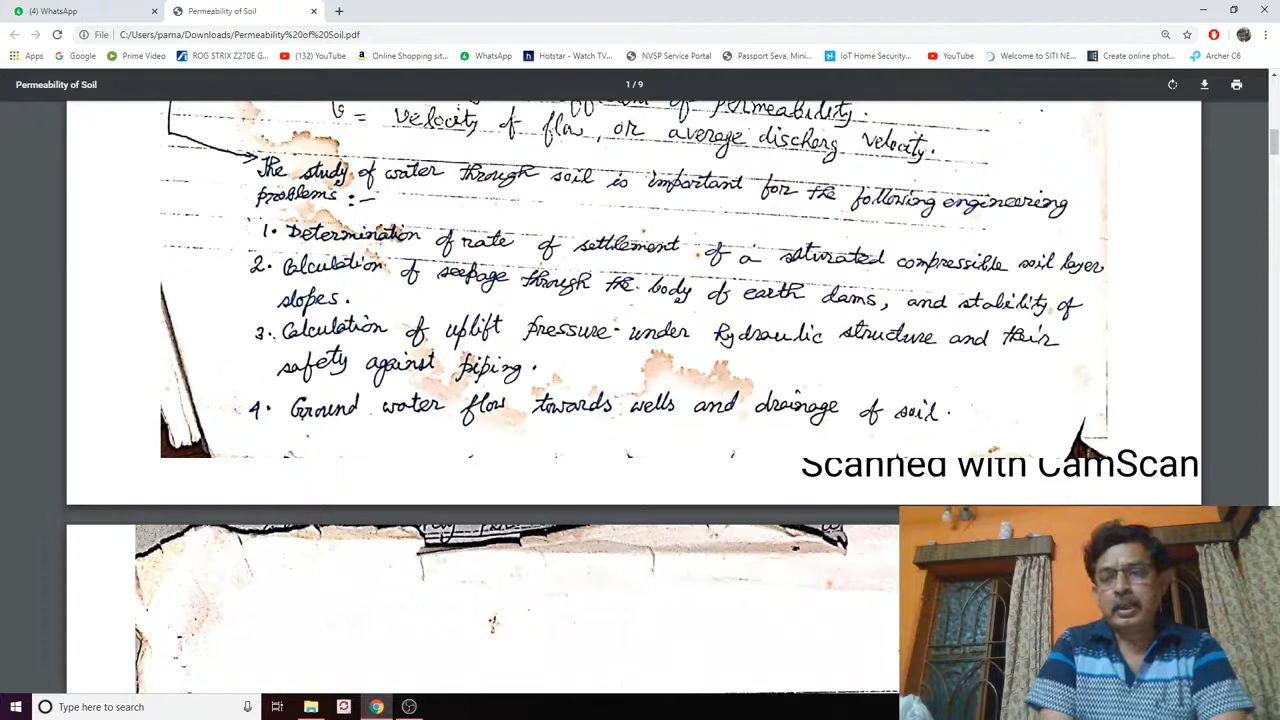 (4) WhatsApp
Permeability of Soil
File
C:/Users/parna/Downloads/Permeability%20of%20Soil.pdf
Apps
Prime Video
ROG STRIX Z270E G...
(132) YouTube
Online Shopping sit...
WhatsApp
Hotstar - Watch TV...
NVSP Service Portal
Passport Seva, Mini...
IoT Home Security...
YouTube
Welcome to SITI NE...
Create online phot...
Archer C6
Permeability of Soil
1 / 9
of permeability.
v = velocity of flow, or average discharg velocity.
The study of water through soil is important for the following engineering
problems :-
1. Determination of rate of settlement of a saturated compressible soil layer
2. Calculation of seepage through the body of earth dams, and stability of
slopes.
3. Calculation of uplift pressure under hydraulic structure and their
safety against piping.
4. Ground water flow towards wells and drainage of soil.
Scanned with CamScan
Type here to search